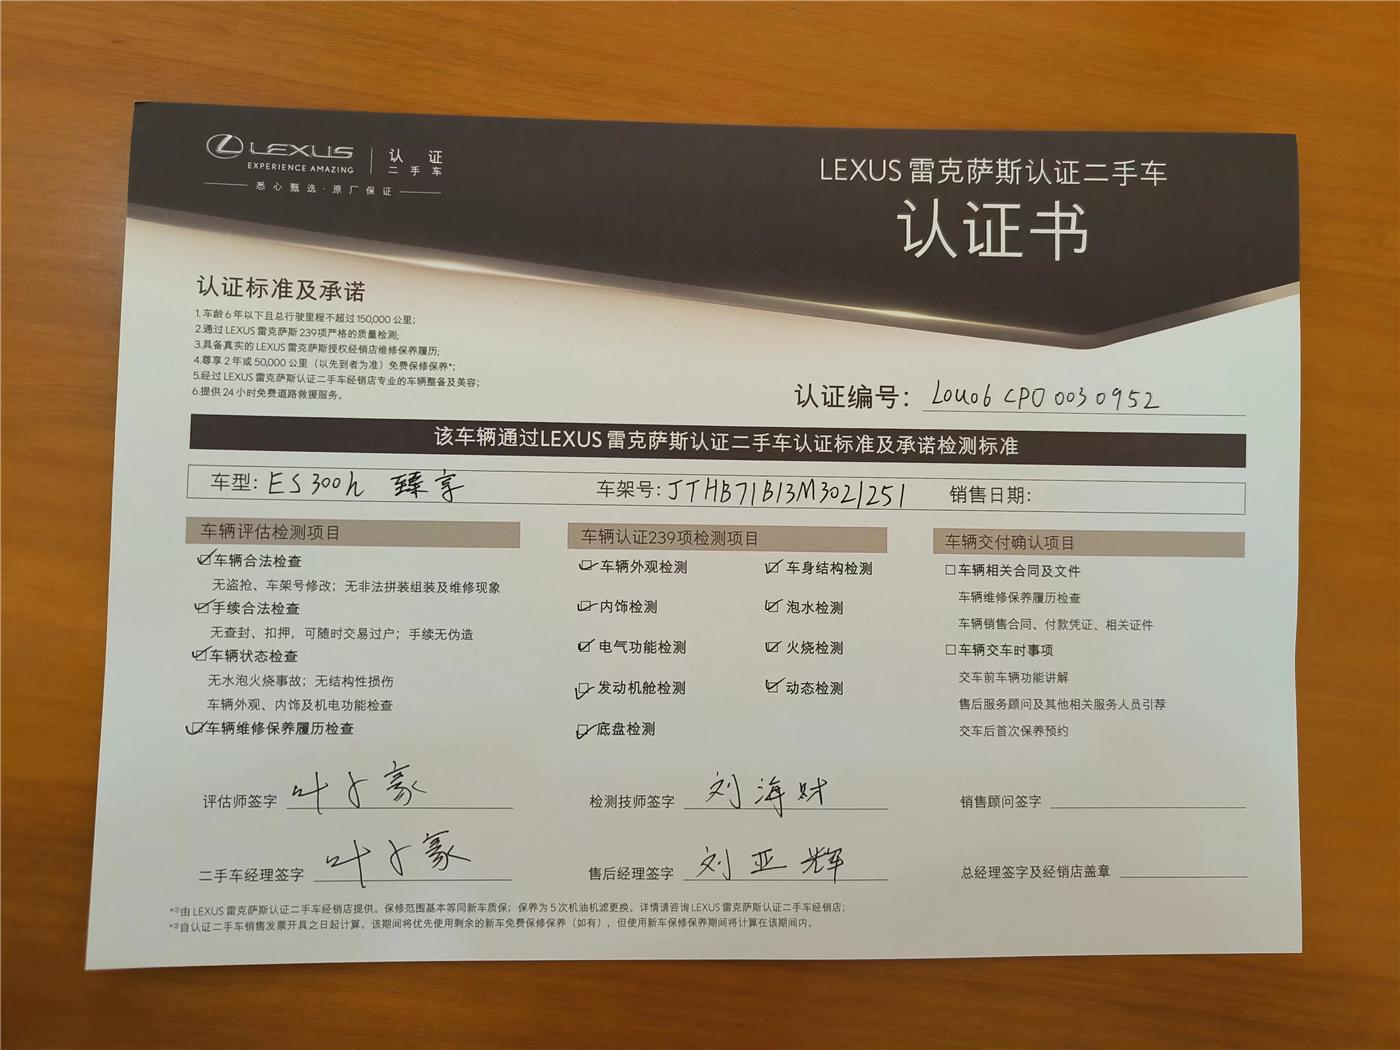 LEXUS
EXPERIENCE AMAZING
认证
二手车
悉心甄选·原厂保证
LEXUS 雷克萨斯认证二手车
认证书
认证标准及承诺
1.车龄6年以下且总行驶里程不超过150,000公里；
2.通过LEXUS雷克萨斯239项严格的质量检测；
3.具备真实的LEXUS雷克萨斯授权经销店维修保养履历；
4.尊享2年或50,000公里（以先到者为准）免费保修保养*；
5.经过LEXUS雷克萨斯认证二手车经销店专业的车辆整备及美容；
6.提供24小时免费道路救援服务。
认证编号：L0U06CPO0030952
该车辆通过LEXUS雷克萨斯认证二手车认证标准及承诺检测标准
车型：ES300h 臻享 车架号：JTHB71B13M3021251 销售日期：
车辆评估检测项目
车辆合法检查
无盗抢、车架号修改；无非法拼装组装及维修现象
手续合法检查
无查封、扣押，可随时交易过户；手续无伪造
车辆状态检查
无水泡火烧事故；无结构性损伤
车辆外观、内饰及机电功能检查
车辆维修保养履历检查
车辆认证239项检测项目
车辆外观检测 车身结构检测
内饰检测 泡水检测
电气功能检测 火烧检测
发动机舱检测 动态检测
底盘检测
车辆交付确认项目
车辆相关合同及文件
车辆维修保养履历检查
车辆销售合同、付款凭证、相关证件
车辆交车时事项
交车前车辆功能讲解
售后服务顾问及其他相关服务人员引荐
交车后首次保养预约
评估师签字 叶 豪
检测技师签字 刘海财
销售顾问签字
二手车经理签字 叶 豪
售后经理签字 刘亚辉
总经理签字及经销店盖章
*①由LEXUS雷克萨斯认证二手车经销店提供。保修范围基本等同新车质保；保养为5次机油机滤更换。详情请咨询LEXUS雷克萨斯认证二手车经销店；
*②自认证二手车销售发票开具之日起计算。该期间将优先使用剩余的新车免费保修保养（如有），但使用新车保修保养期间将计算在该期间内。